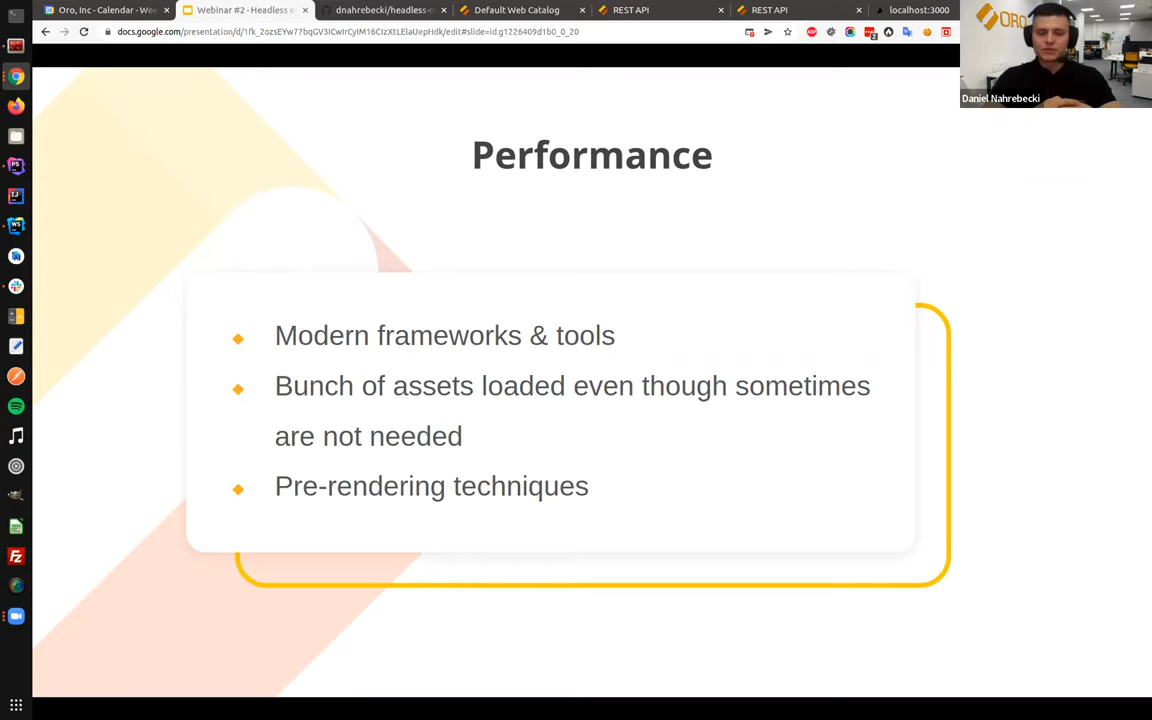 Oro, Inc - Calendar - Wee
Webinar #2 - Headless e
dnahrebecki/headless-o
Default Web Catalog
REST API
REST API
localhost:3000
docs.google.com/presentation/d/1fk_2ozsEYw77bqGV3ICwIrCyIM16CIzXtLElaUepHdk/edit#slide=id.g1226409d1b0_0_20
ORO
Daniel Nahrebecki
Performance
Modern frameworks & tools
Bunch of assets loaded even though sometimes
are not needed
Pre-rendering techniques